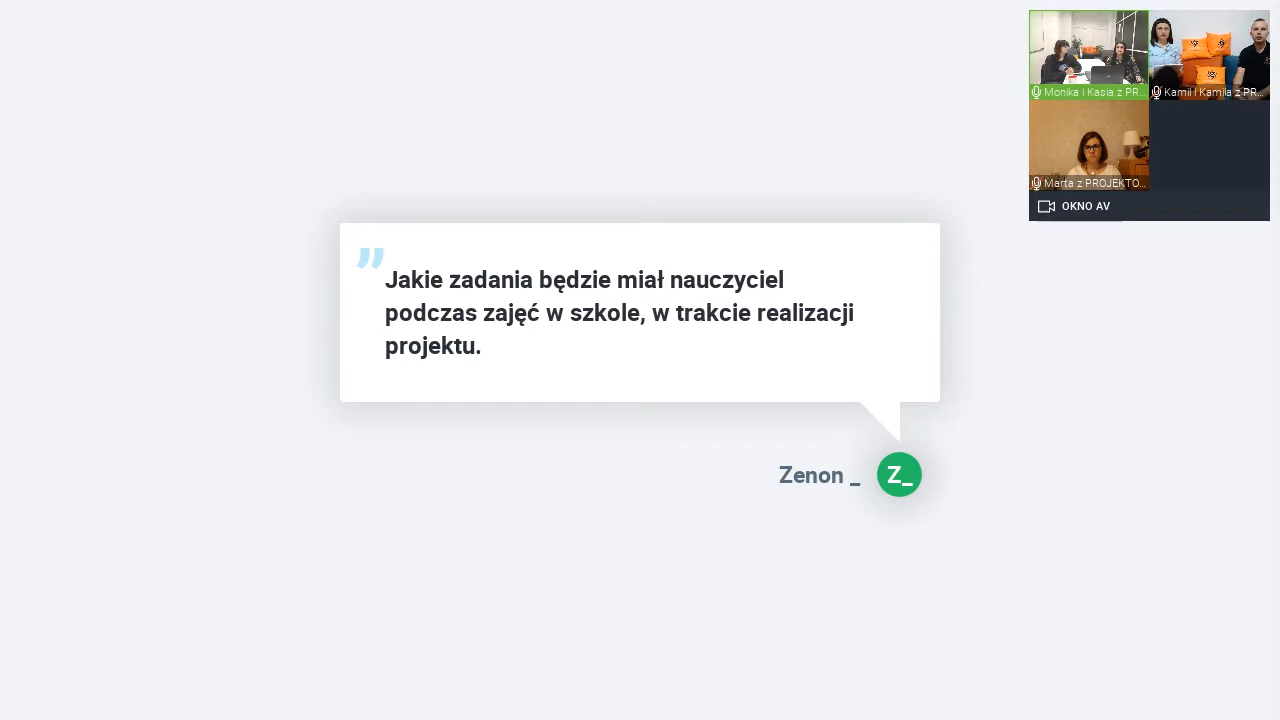 Monika i Kasia z PR...
Kamil i Kamila z PR...
Marta z PROJEKTO...
OKNO AV
”
Jakie zadania będzie miał nauczyciel
podczas zajęć w szkole, w trakcie realizacji
projektu.
Zenon _
Z_